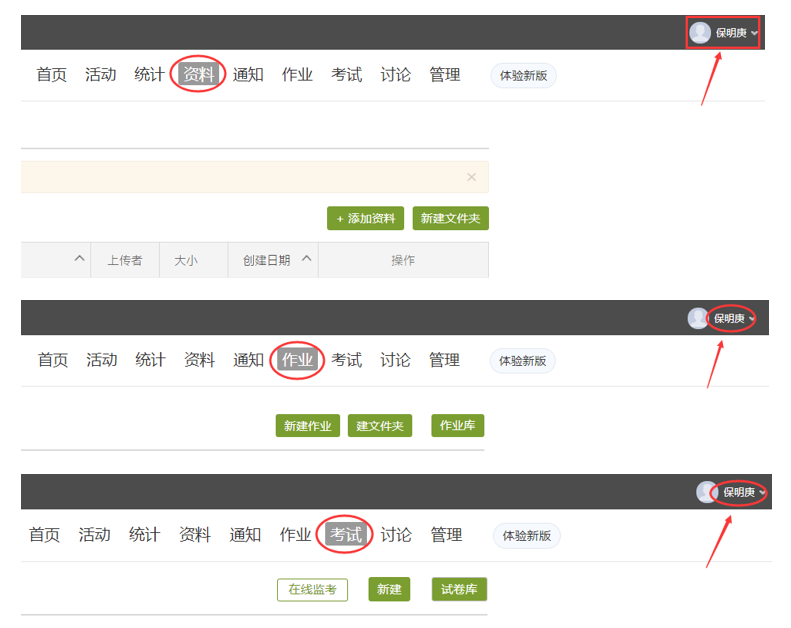 保明庚
首页 活动 统计 资料 通知 作业 考试 讨论 管理 体验新版
+ 添加资料 新建文件夹
上传者 大小 创建日期 操作
保明庚
首页 活动 统计 资料 通知 作业 考试 讨论 管理 体验新版
新建作业 建文件夹 作业库
保明庚
首页 活动 统计 资料 通知 作业 考试 讨论 管理 体验新版
在线监考 新建 试卷库